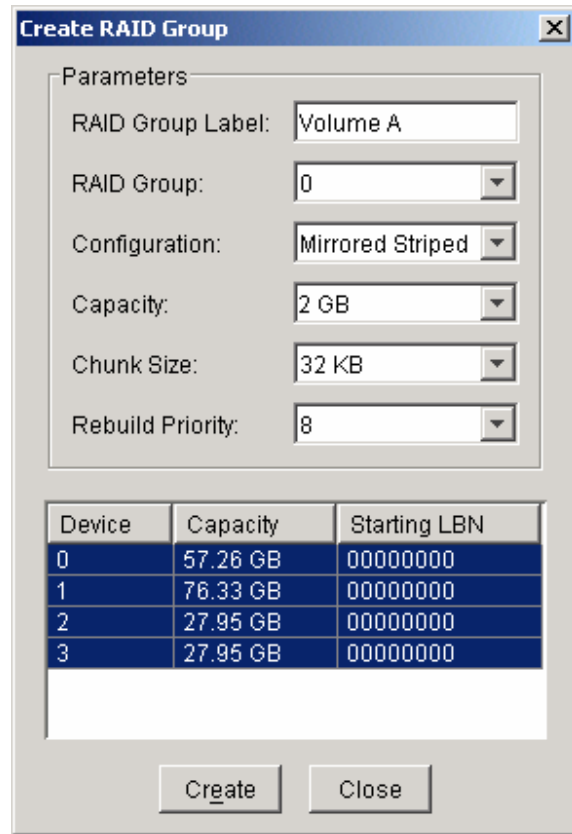 Create RAID Group
Parameters
RAID Group Label: Volume A
RAID Group: 0
Configuration: Mirrored Striped
Capacity: 2 GB
Chunk Size: 32 KB
Rebuild Priority: 8
Device Capacity Starting LBN
0 57.26 GB 00000000
1 76.33 GB 00000000
2 27.95 GB 00000000
3 27.95 GB 00000000
Create Close